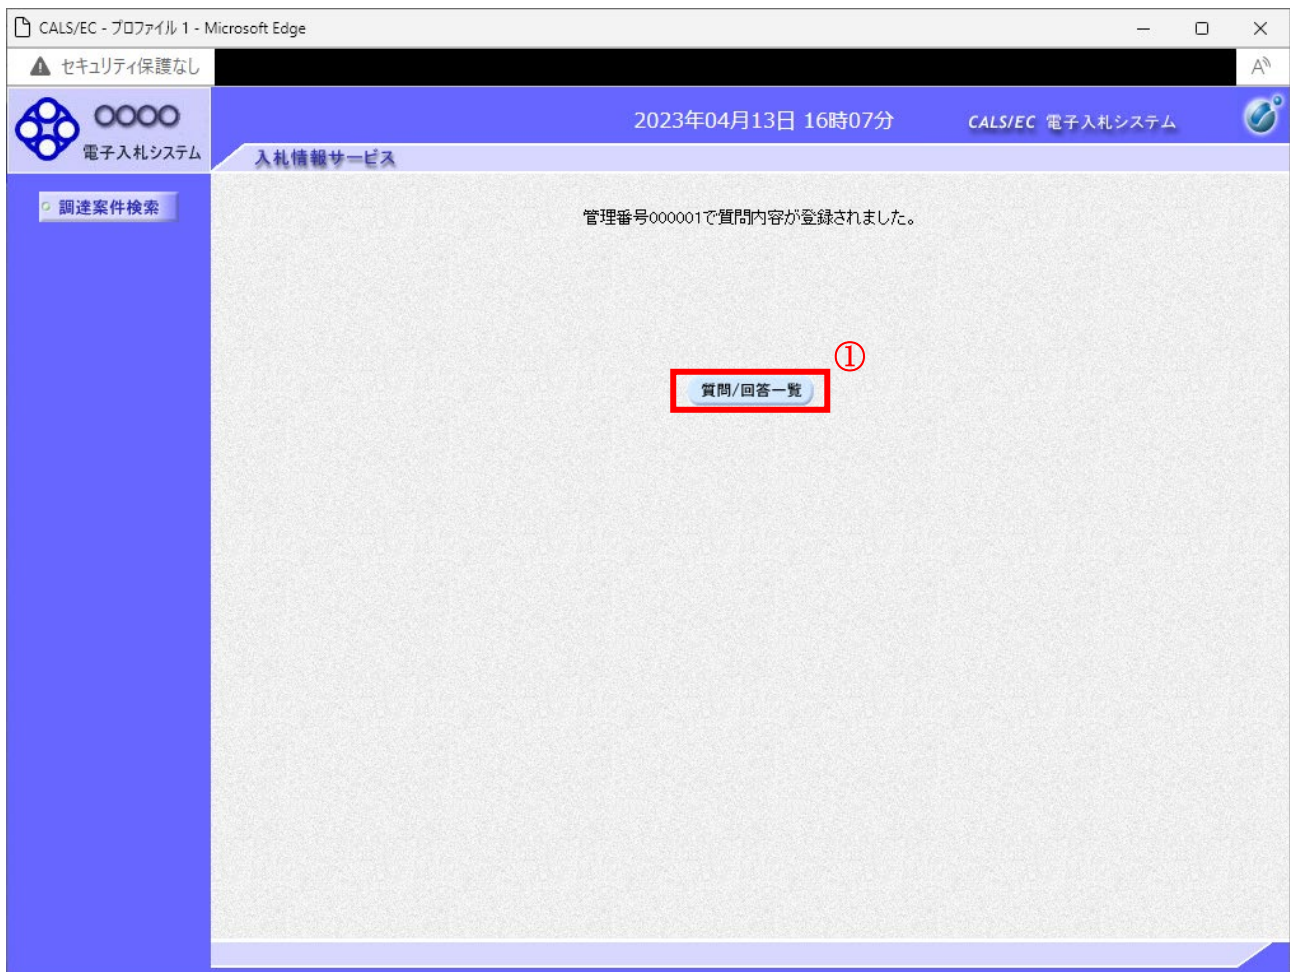 CALS/EC - プロファイル 1 - Microsoft Edge
セキュリティ保護なし
OOOO
電子入札システム
2023年04月13日 16時07分
CALS/EC 電子入札システム
入札情報サービス
調達案件検索
管理番号000001で質問内容が登録されました。
①
質問/回答一覧